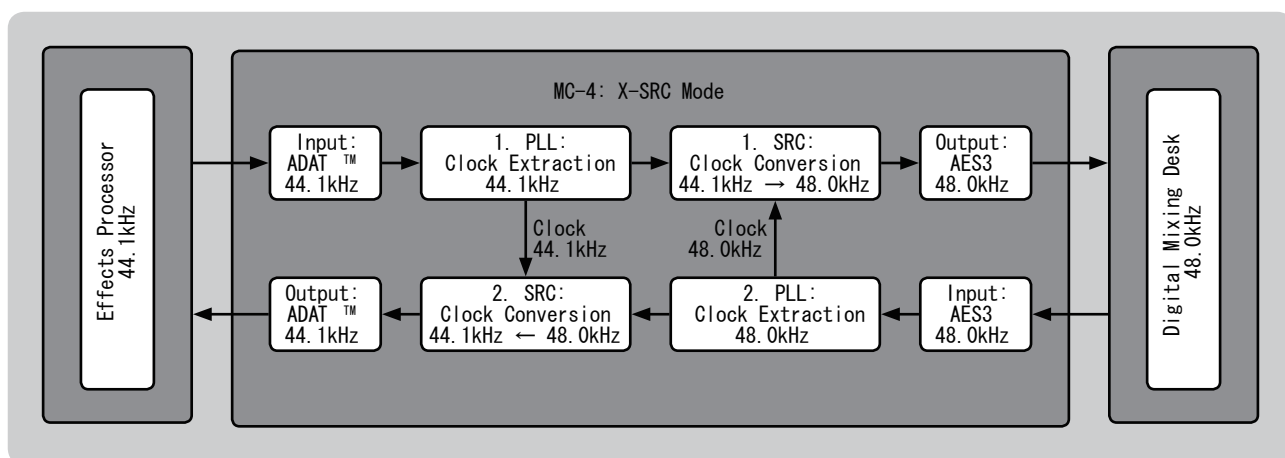 MC-4: X-SRC Mode
Effects Processor
44.1kHz
Input:
ADAT ™
44.1kHz
1. PLL:
Clock Extraction
44.1kHz
1. SRC:
Clock Conversion
44.1kHz → 48.0kHz
Output:
AES3
48.0kHz
Clock
44.1kHz
Clock
48.0kHz
Output:
ADAT ™
44.1kHz
2. SRC:
Clock Conversion
44.1kHz ← 48.0kHz
2. PLL:
Clock Extraction
48.0kHz
Input:
AES3
48.0kHz
Digital Mixing Desk
48.0kHz